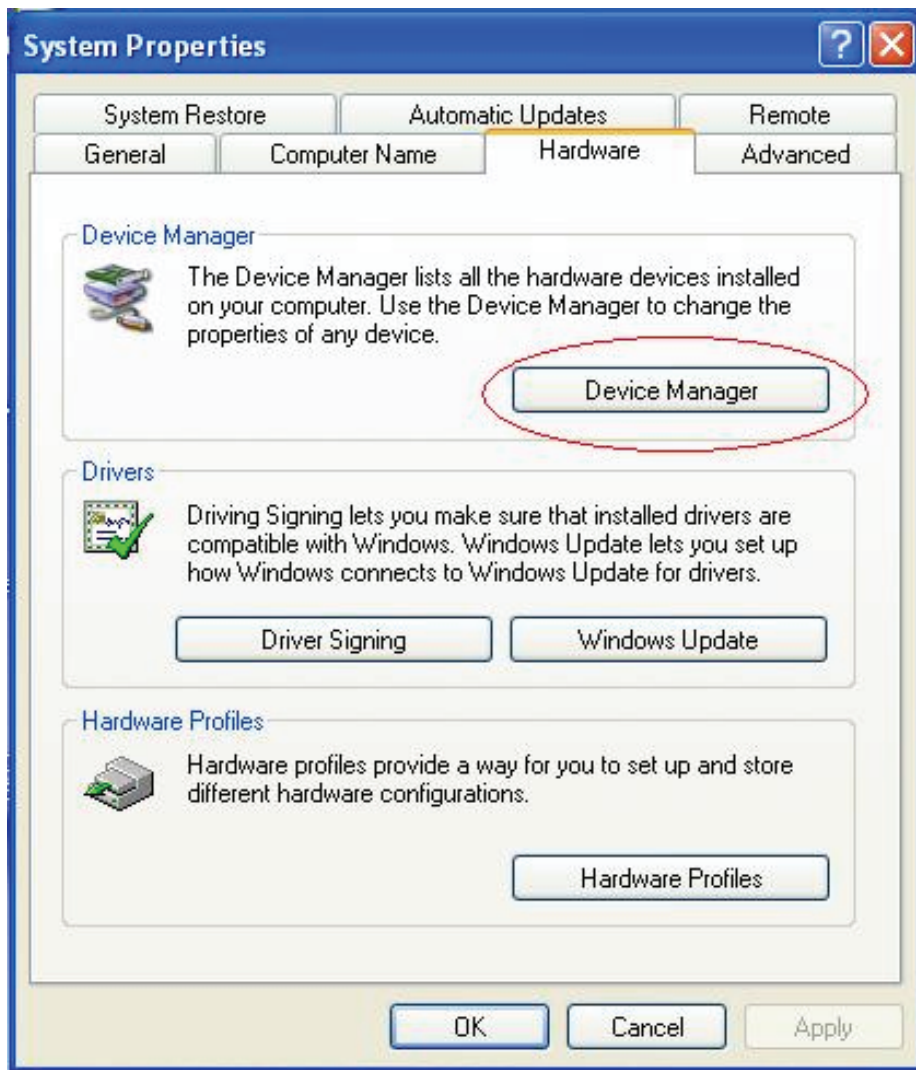 System Properties
System Restore
Automatic Updates
Remote
General
Computer Name
Hardware
Advanced
Device Manager
The Device Manager lists all the hardware devices installed
on your computer. Use the Device Manager to change the
properties of any device.
Device Manager
Drivers
Driving Signing lets you make sure that installed drivers are
compatible with Windows. Windows Update lets you set up
how Windows connects to Windows Update for drivers.
Driver Signing
Windows Update
Hardware Profiles
Hardware profiles provide a way for you to set up and store
different hardware configurations.
Hardware Profiles
OK
Cancel
Apply